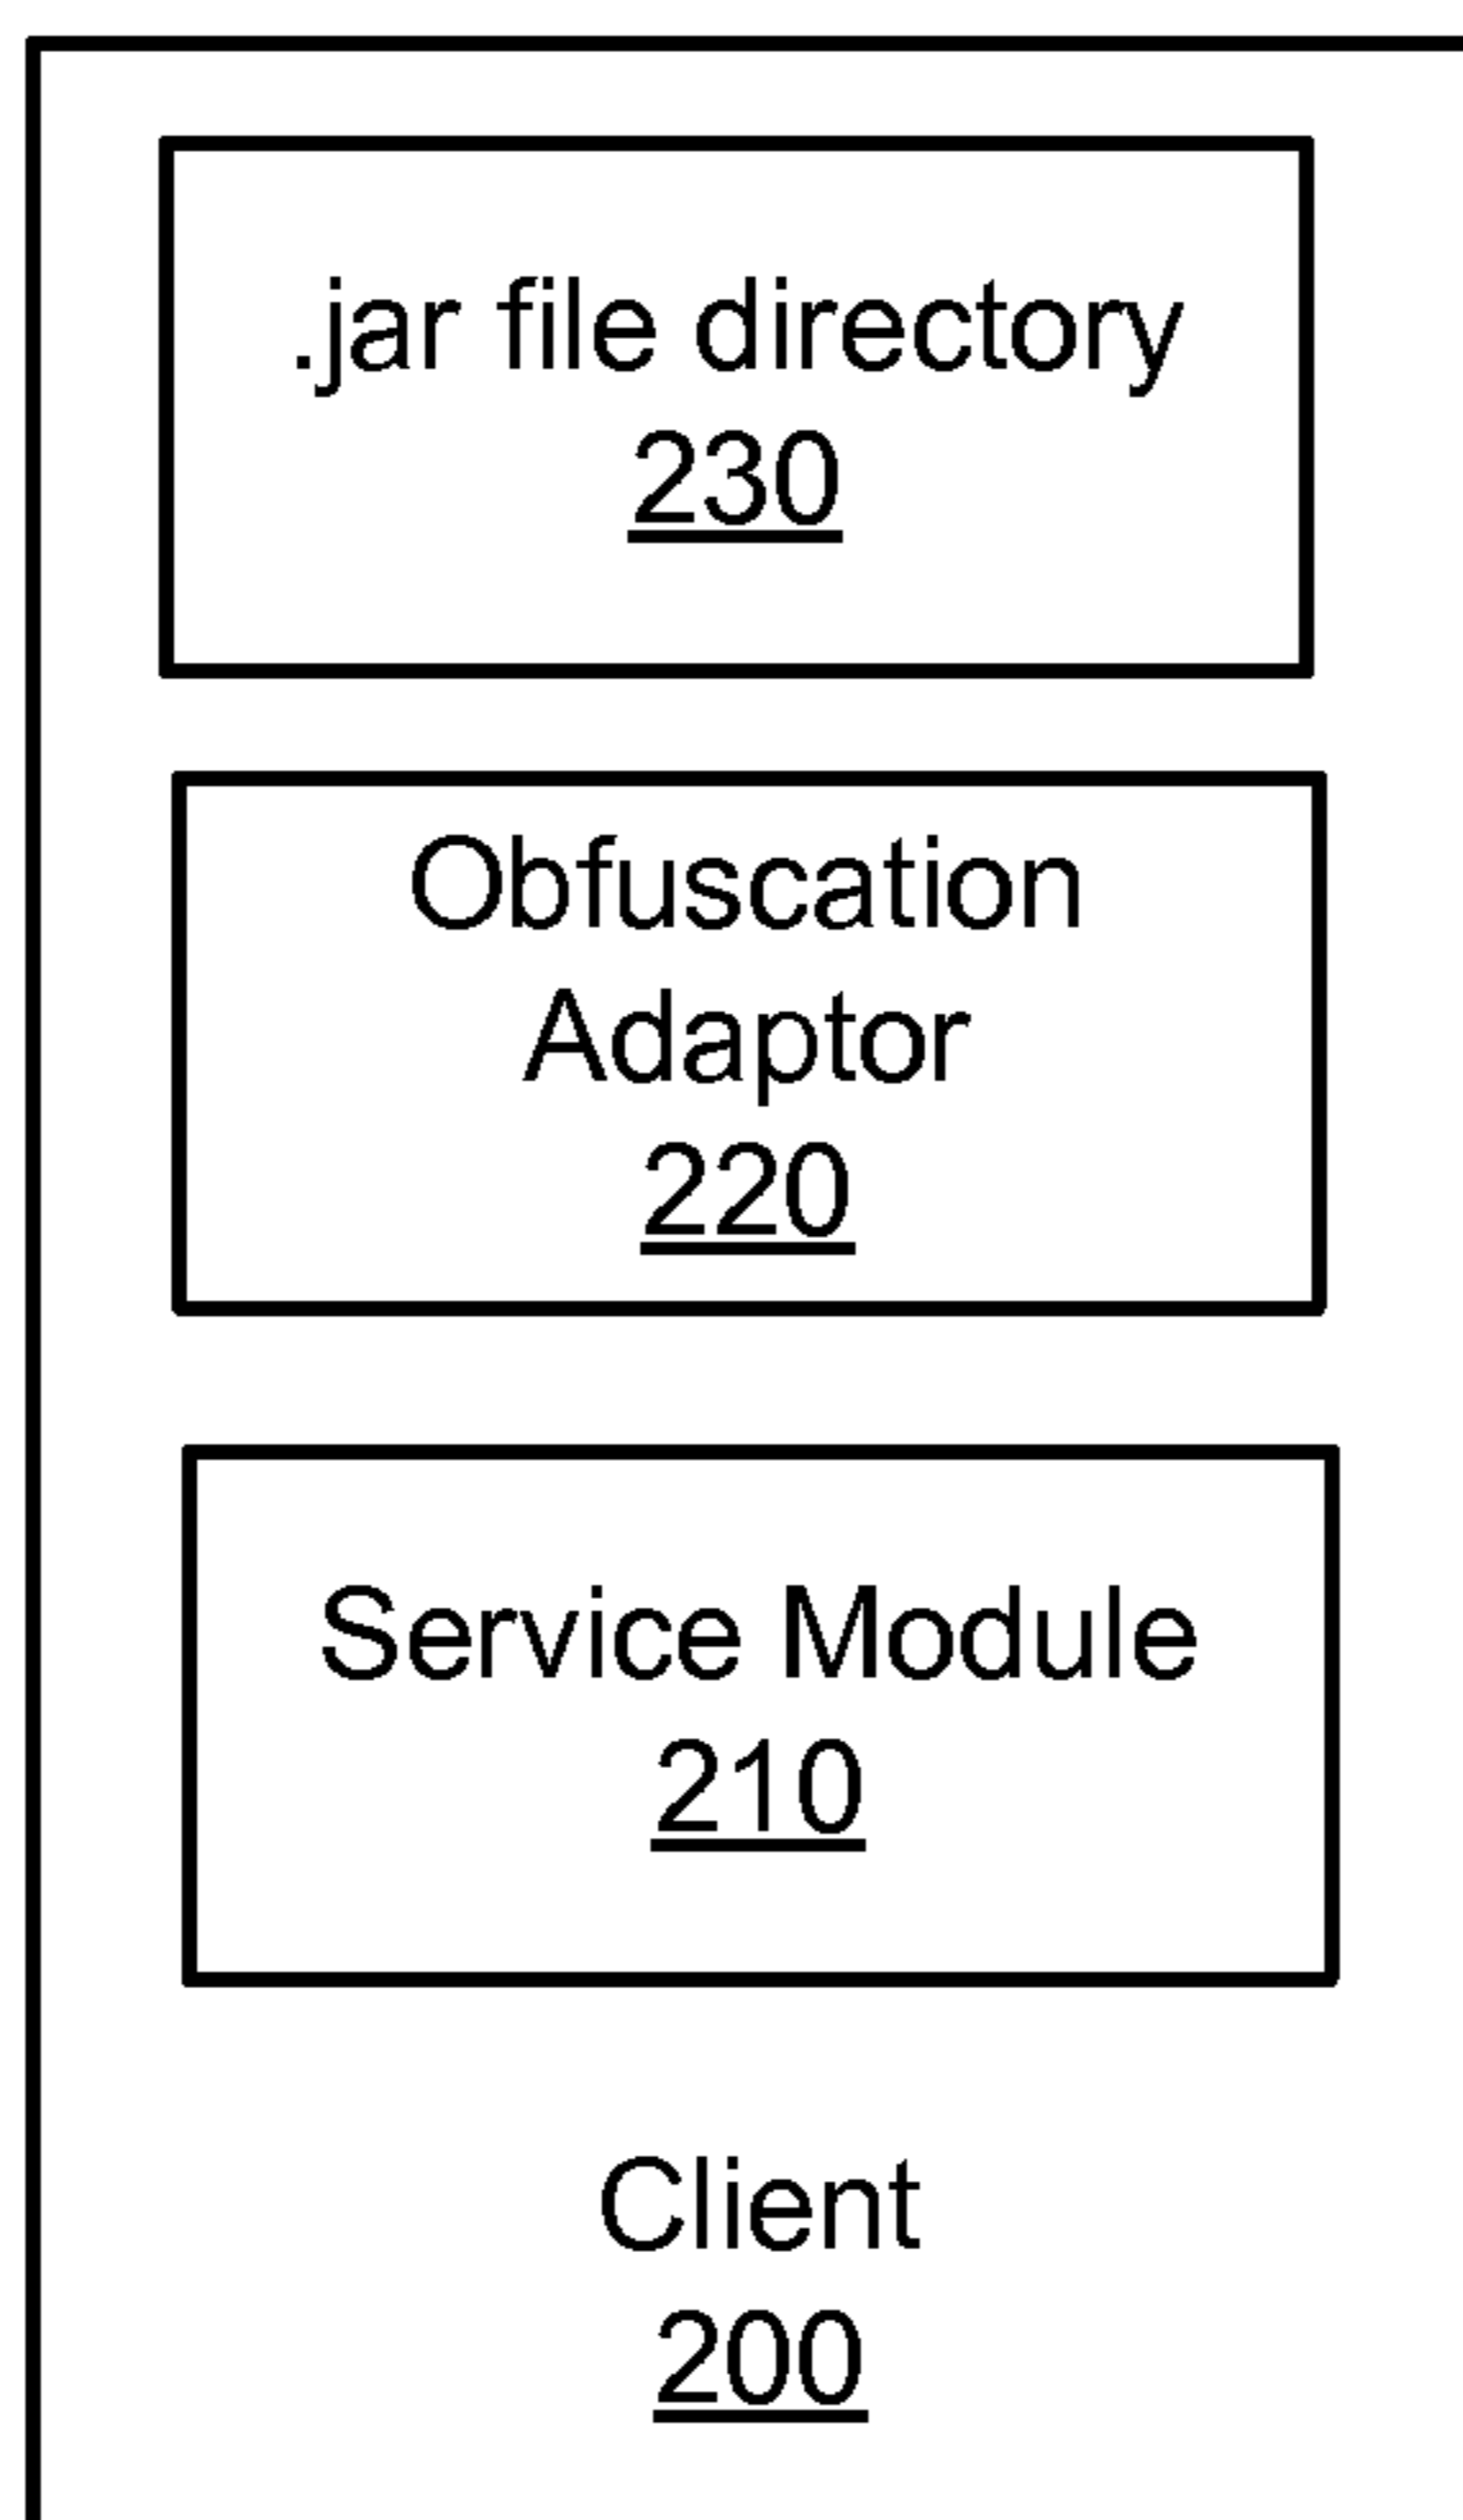 .jar file directory
230
Obfuscation
Adaptor
220
Service Module
210
Client
200